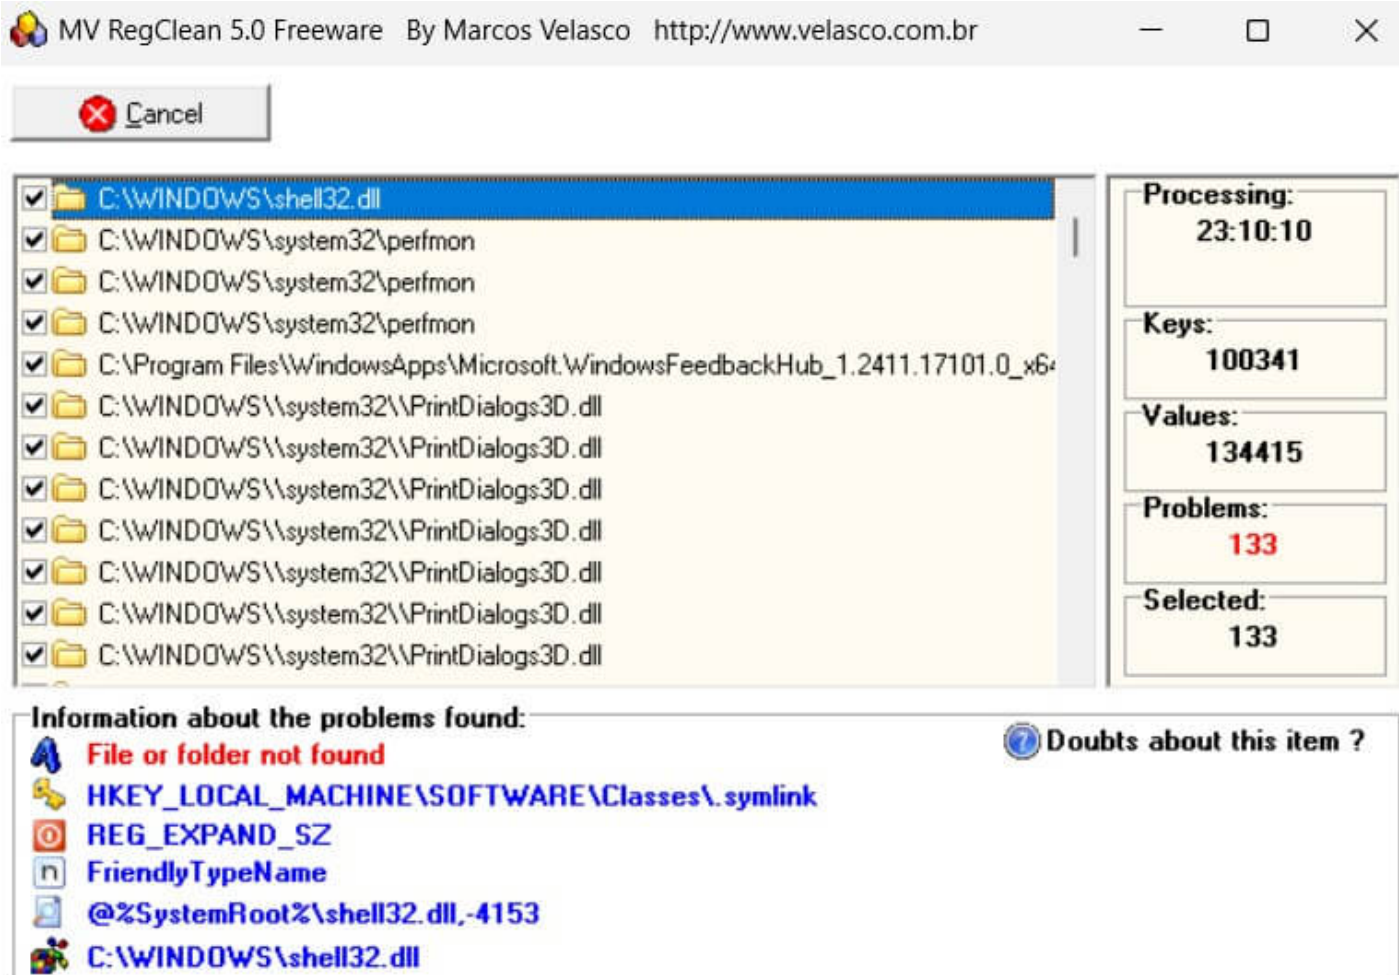 MV RegClean 5.0 Freeware By Marcos Velasco http://www.velasco.com.br
Cancel
C:\WINDOWS\shell32.dll
C:\WINDOWS\system32\perfmon
C:\WINDOWS\system32\perfmon
C:\WINDOWS\system32\perfmon
C:\Program Files\WindowsApps\Microsoft.WindowsFeedbackHub_1.2411.17101.0_x64
C:\WINDOWS\\system32\\PrintDialogs3D.dll
C:\WINDOWS\\system32\\PrintDialogs3D.dll
C:\WINDOWS\\system32\\PrintDialogs3D.dll
C:\WINDOWS\\system32\\PrintDialogs3D.dll
C:\WINDOWS\\system32\\PrintDialogs3D.dll
C:\WINDOWS\\system32\\PrintDialogs3D.dll
C:\WINDOWS\\system32\\PrintDialogs3D.dll
Processing:
23:10:10
Keys:
100341
Values:
134415
Problems:
133
Selected:
133
Information about the problems found:
Doubts about this item ?
File or folder not found
HKEY_LOCAL_MACHINE\SOFTWARE\Classes\.symlink
REG_EXPAND_SZ
n FriendlyTypeName
@%SystemRoot%\shell32.dll,-4153
C:\WINDOWS\shell32.dll